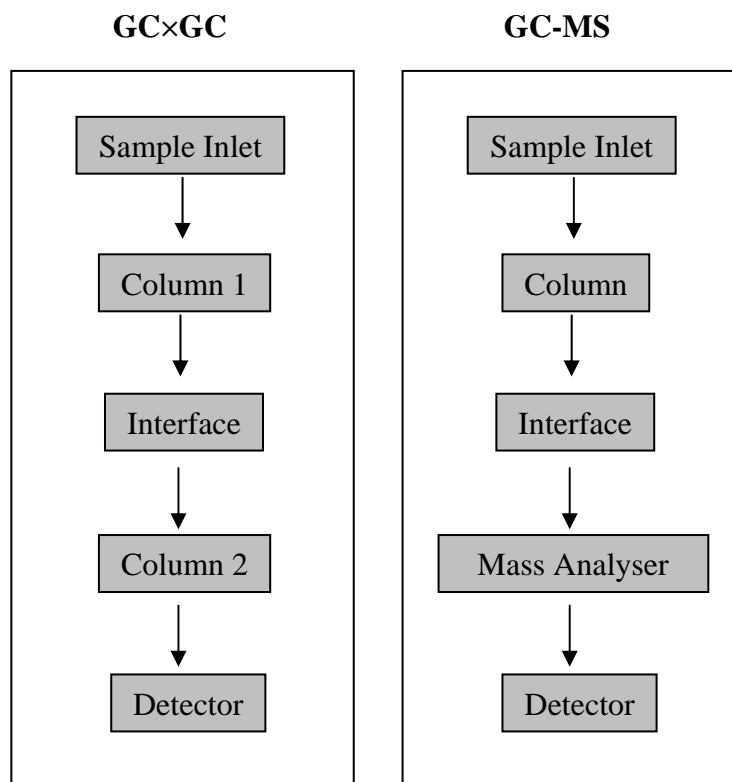 GC×GC
Sample Inlet
Column 1
Interface
Column 2
Detector
GC-MS
Sample Inlet
Column
Interface
Mass Analyser
Detector